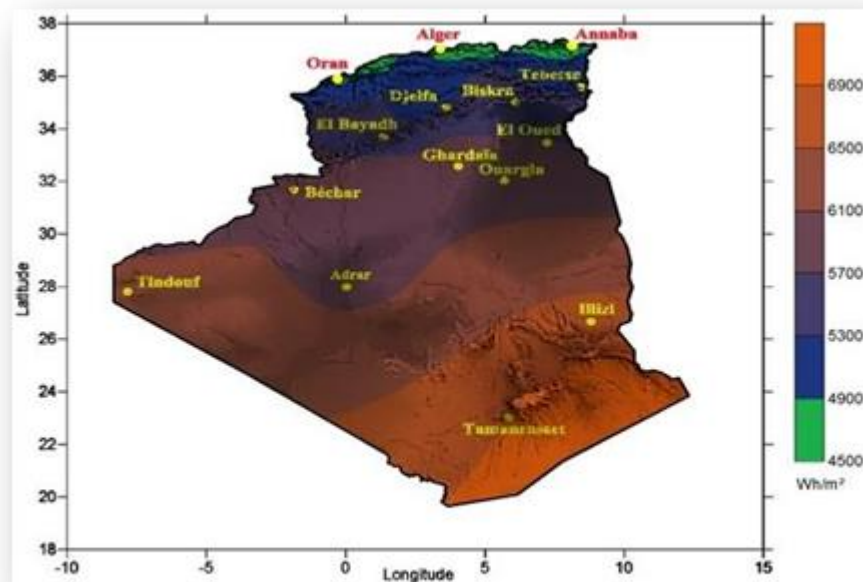 38
36
34
32
30
28
26
24
22
20
18
Latitude
-10
-5
0
5
10
15
Longitude
Alger
Annaba
Oran
Tebessa
Djelfa
Biskra
El Bayadh
El Oued
Ghardaïa
Ouargla
Béchar
Tindouf
Adrar
Illizi
Tamanrasset
6900
6500
6100
5700
5300
4900
4500
Wh/m²